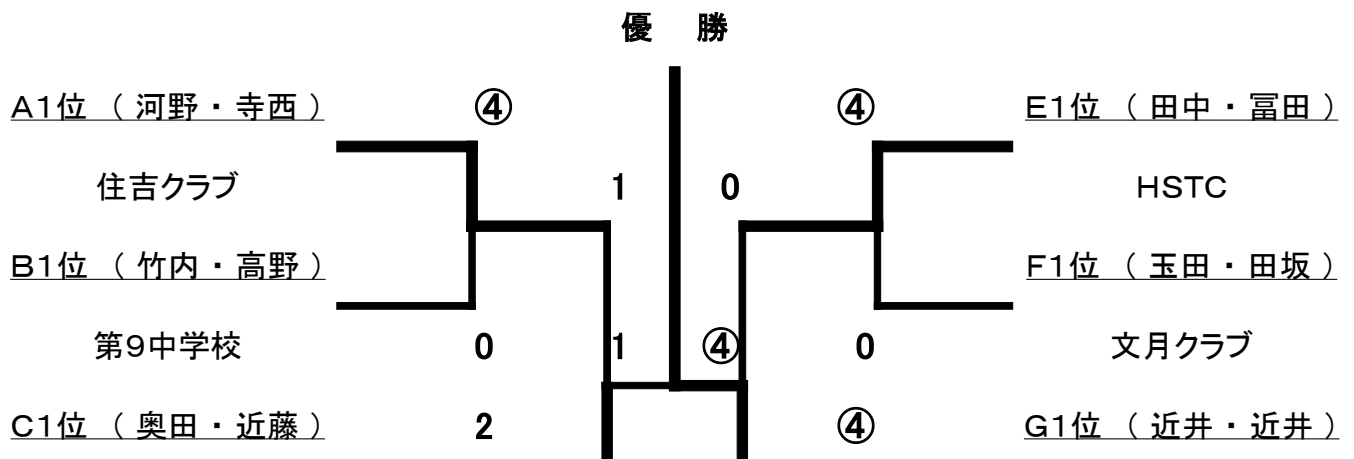 優 勝
A1位 （ 河野・寺西 ） ④ ④ E1位 （ 田中・冨田 ）
住吉クラブ 1 0 HSTC
B1位 （ 竹内・高野 ） F1位 （ 玉田・田坂 ）
第9中学校 0 1 ④ 0 文月クラブ
C1位 （ 奥田・近藤 ） 2 ④ G1位 （ 近井・近井 ）